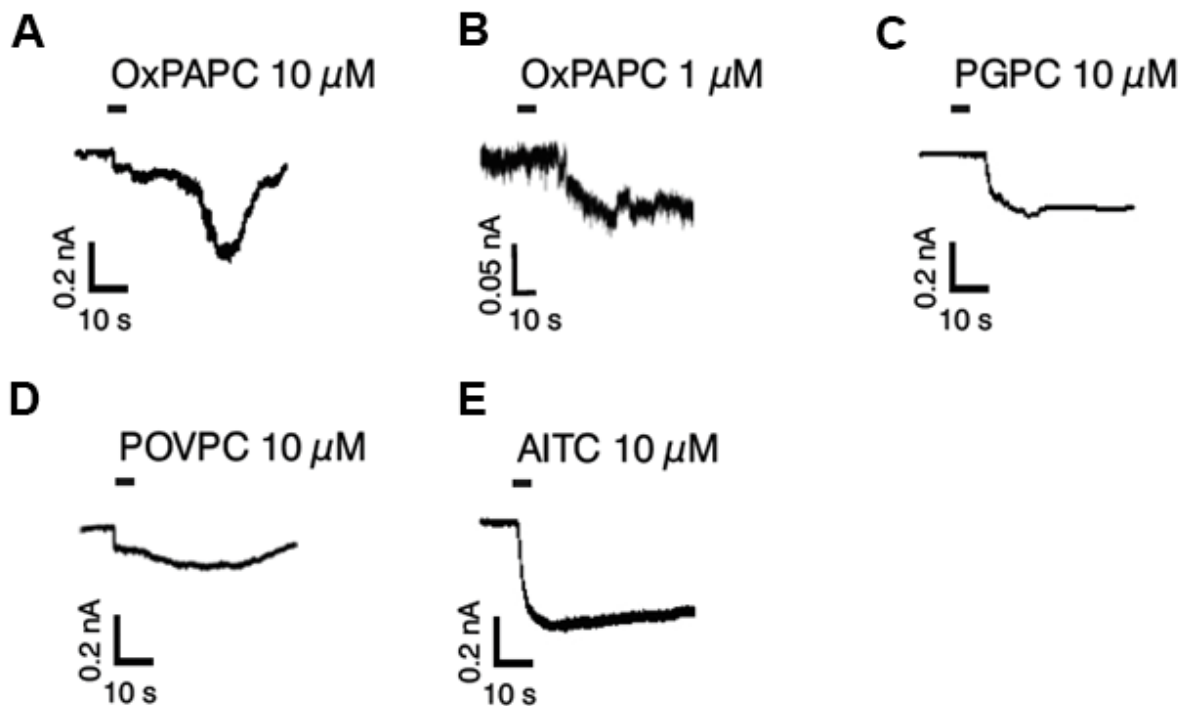 A
OxPAPC 10 μM
0.2 nA
10 s
B
OxPAPC 1 μM
0.05 nA
10 s
C
PGPC 10 μM
0.2 nA
10 s
D
POVPC 10 μM
0.2 nA
10 s
E
AITC 10 μM
0.2 nA
10 s